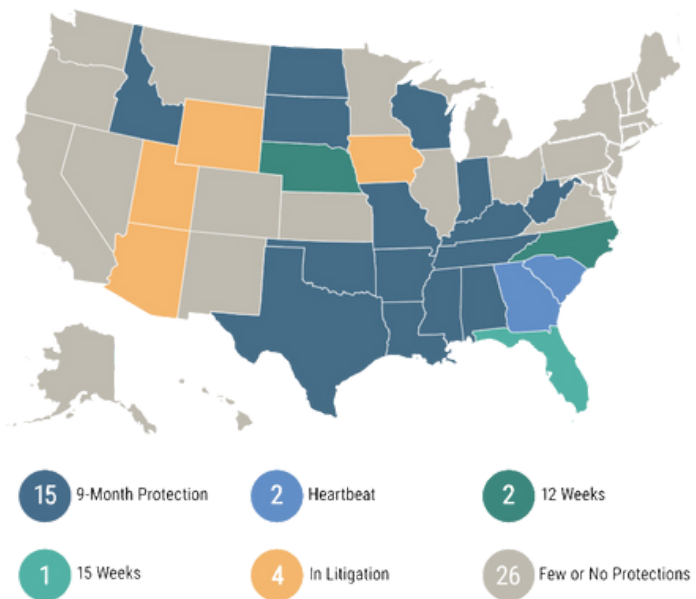 15 9-Month Protection
2 Heartbeat
2 12 Weeks
1 15 Weeks
4 In Litigation
26 Few or No Protections